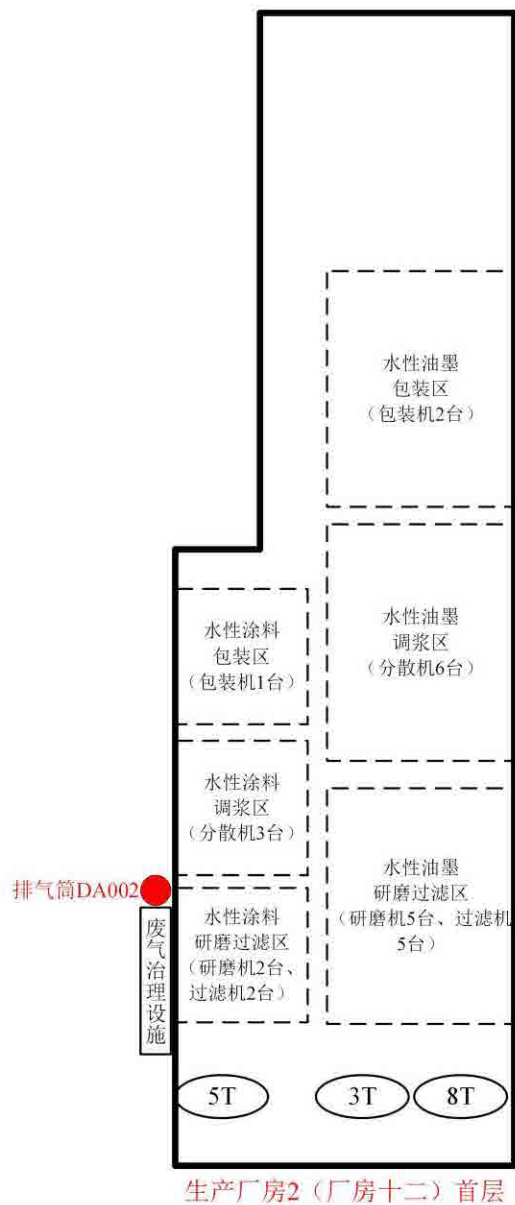 水性油墨
包装区
（包装机2台）
水性油墨
调浆区
（分散机6台）
水性涂料
包装区
（包装机1台）
水性涂料
调浆区
（分散机3台）
水性油墨
研磨过滤区
（研磨机5台、过滤机
5台）
排气筒DA002
水性涂料
研磨过滤区
（研磨机2台、
过滤机2台）
废气治理设施
5T
3T
8T
生产厂房2（厂房十二）首层